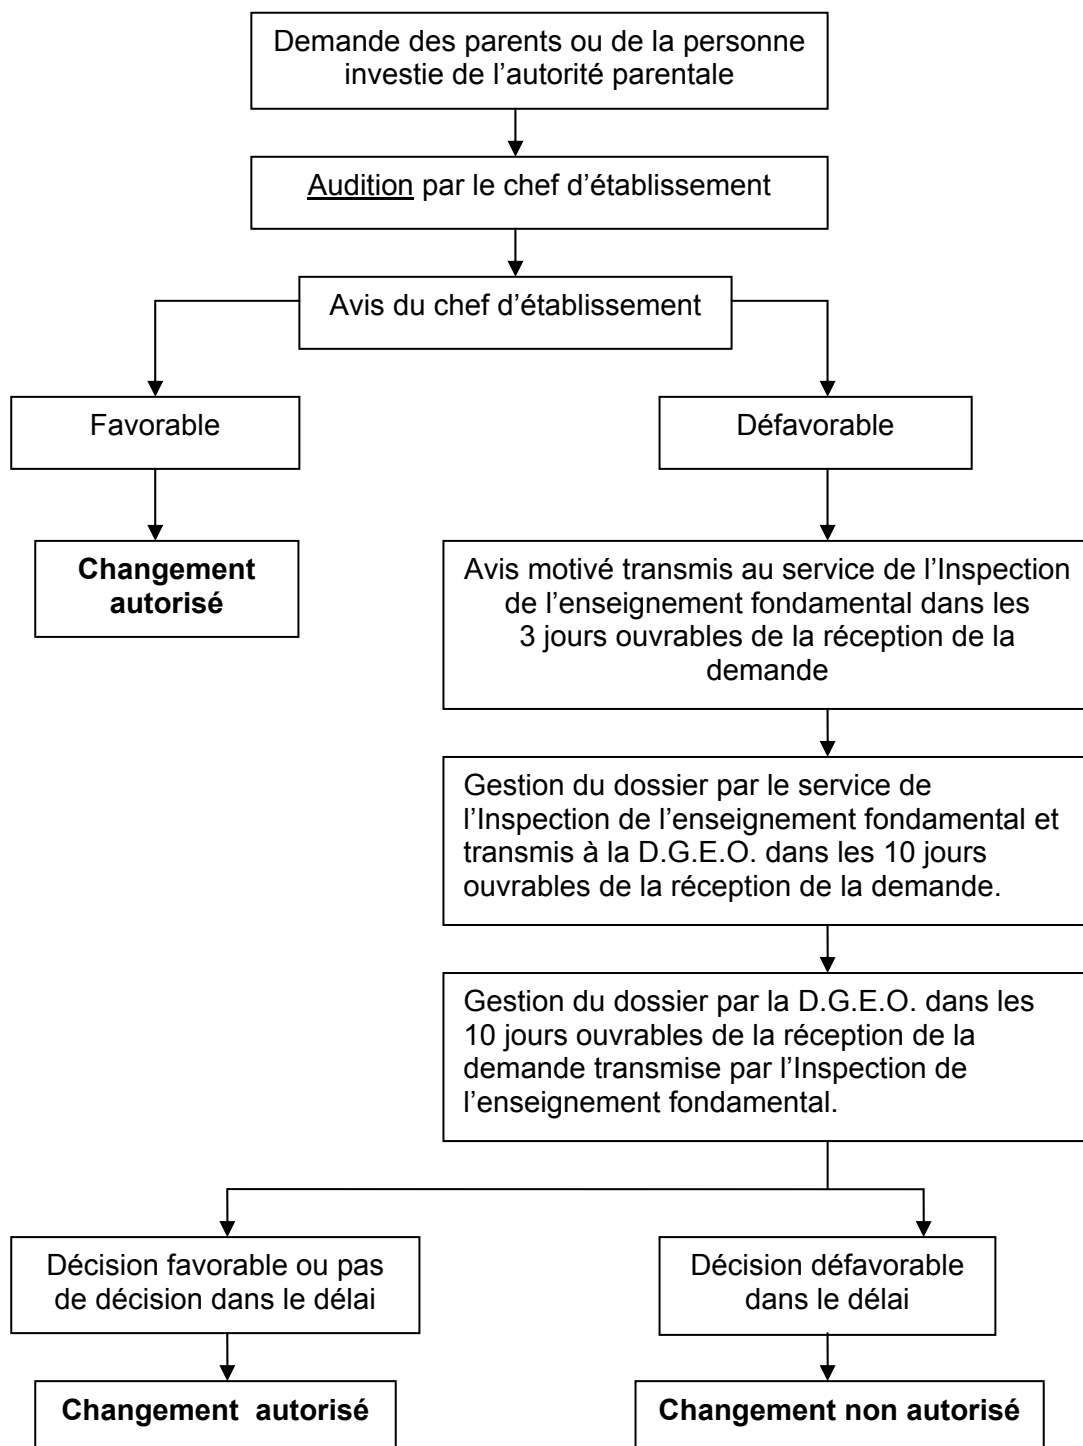 Demande des parents ou de la personne
investie de l’autorité parentale
Audition par le chef d’établissement
Avis du chef d’établissement
Favorable
Défavorable
Changement
autorisé
Avis motivé transmis au service de l’Inspection
de l’enseignement fondamental dans les
3 jours ouvrables de la réception de la
demande
Gestion du dossier par le service de
l’Inspection de l’enseignement fondamental et
transmis à la D.G.E.O. dans les 10 jours
ouvrables de la réception de la demande.
Gestion du dossier par la D.G.E.O. dans les
10 jours ouvrables de la réception de la
demande transmise par l’Inspection de
l’enseignement fondamental.
Décision favorable ou pas
de décision dans le délai
Décision défavorable
dans le délai
Changement autorisé
Changement non autorisé